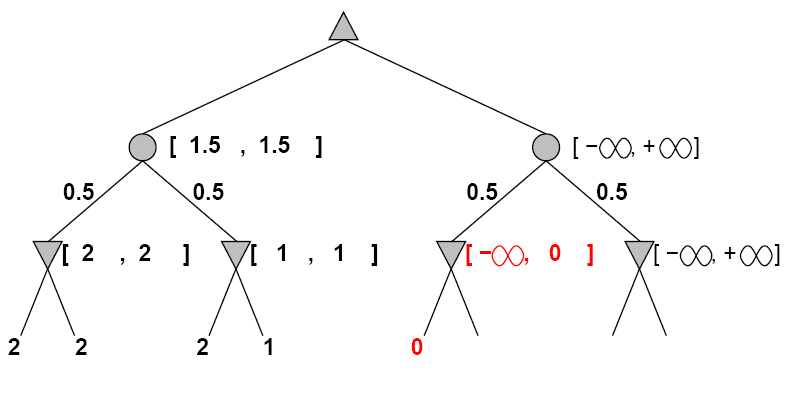 [ 1.5 , 1.5 ] [ −∞, +∞ ]
0.5 0.5 0.5 0.5
[ 2 , 2 ] [ 1 , 1 ] [ −∞, 0 ] [ −∞, +∞ ]
2 2 2 1 0